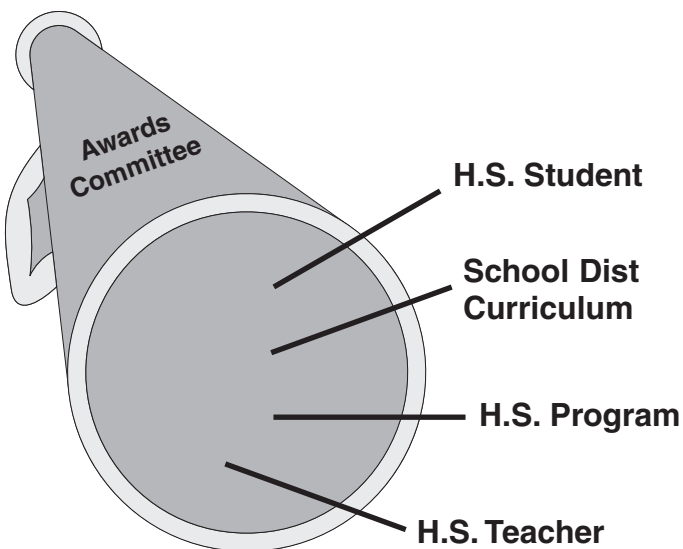 Awards
Committee
H.S. Student
School Dist
Curriculum
H.S. Program
H.S. Teacher